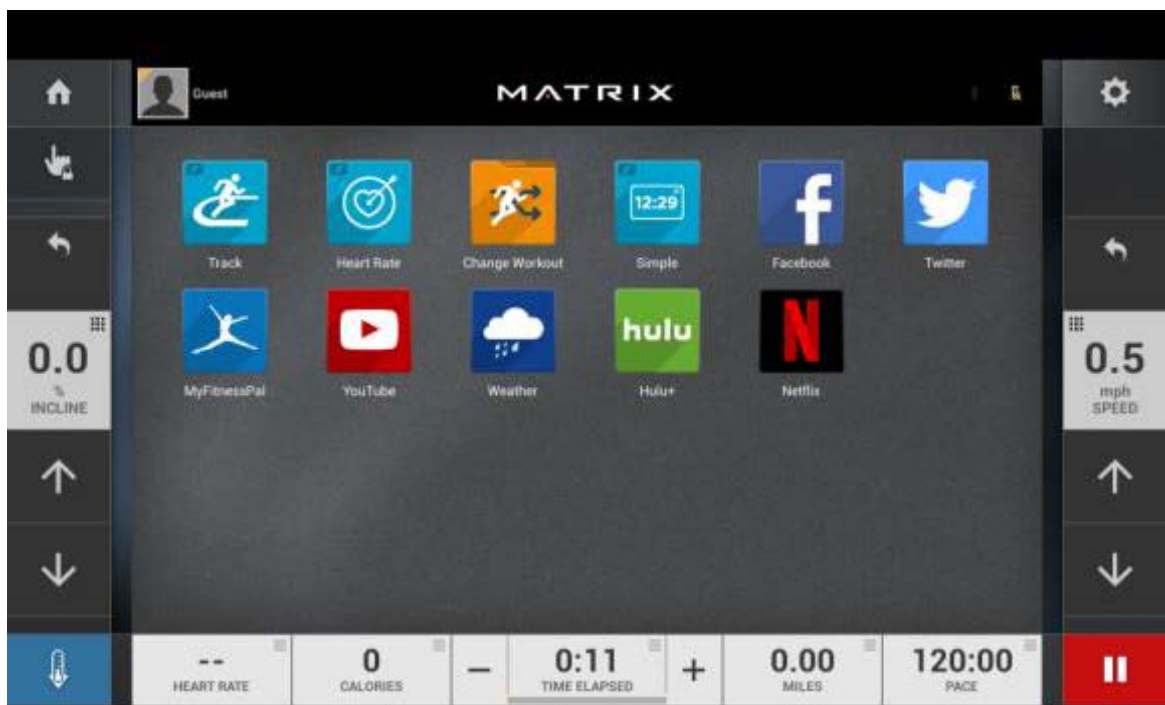 Guest
MATRIX
12:29
f
Track
Heart Rate
Change Workout
Simple
Facebook
Twitter
hulu
N
MyFitnessPal
YouTube
Weather
Hulu+
Netflix
0.0
%
INCLINE
0.5
mph
SPEED
--
HEART RATE
0
CALORIES
−
0:11
TIME ELAPSED
+
0.00
MILES
120:00
PACE